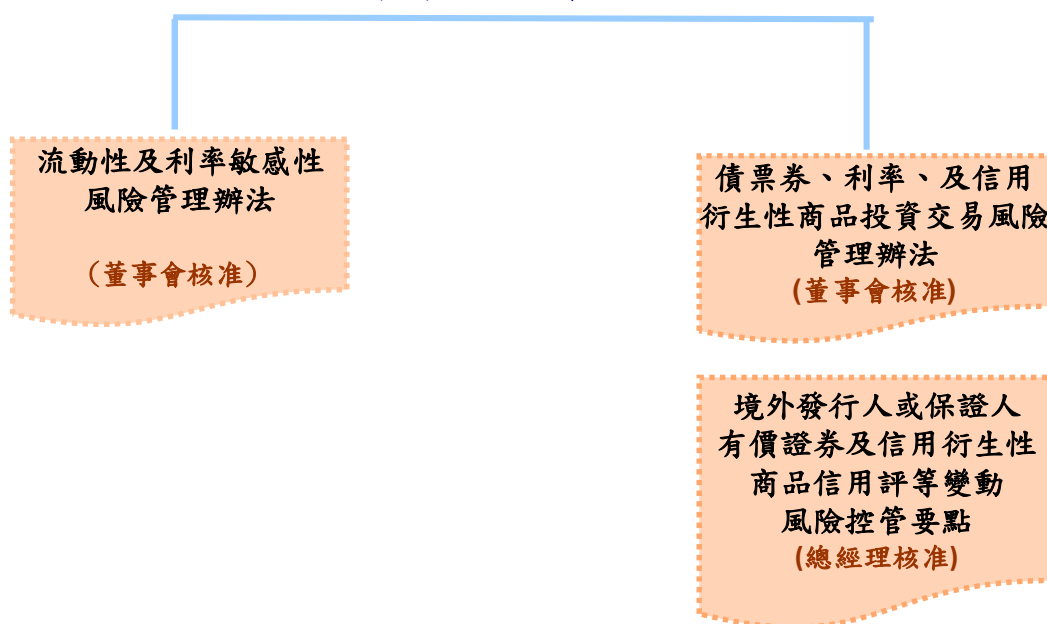 流動性及利率敏感性
風險管理辦法
（董事會核准）
債票券、利率、及信用
衍生性商品投資交易風險
管理辦法
(董事會核准)
境外發行人或保證人
有價證券及信用衍生性
商品信用評等變動
風險控管要點
(總經理核准)